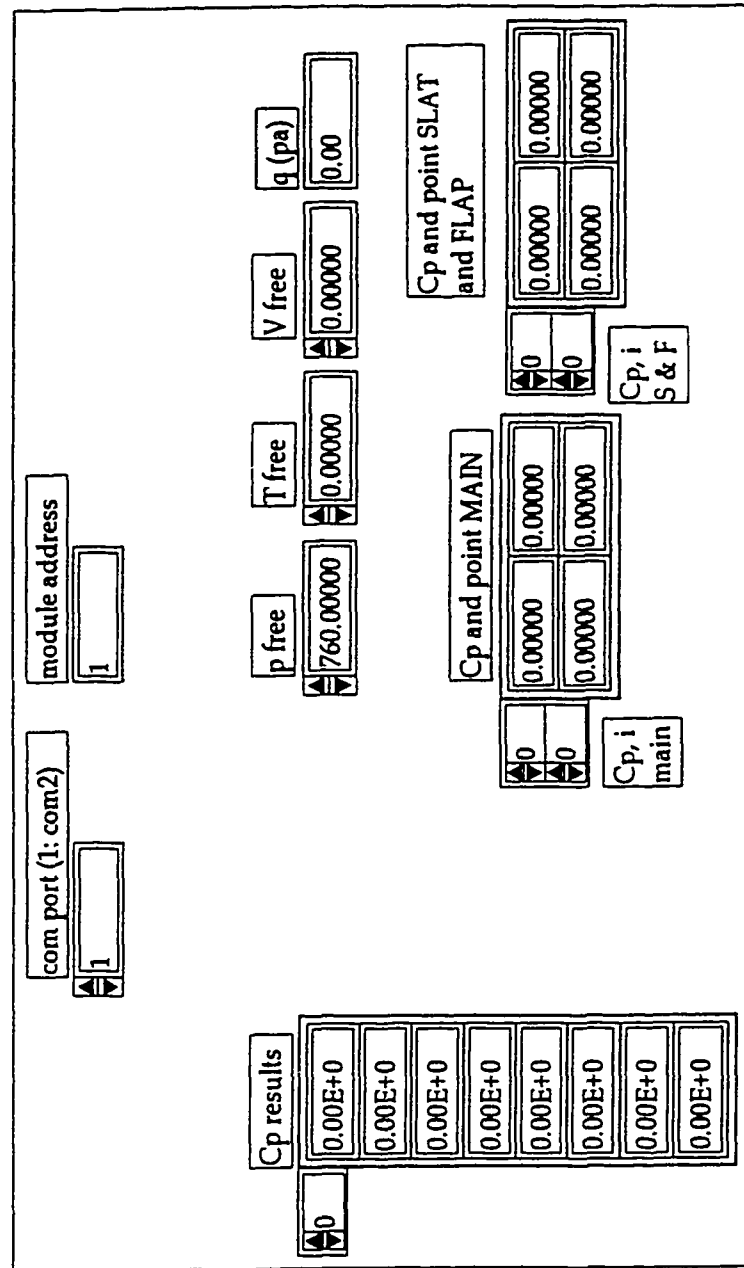 com port (1: com2)
1
module address
1
p free
760.00000
T free
0.00000
V free
0.00000
q (pa)
0.00
Cp results
0
0.00E+0
0.00E+0
0.00E+0
0.00E+0
0.00E+0
0.00E+0
0.00E+0
0.00E+0
Cp and point MAIN
0
0
0.00000 0.00000
0.00000 0.00000
Cp, i
main
Cp and point SLAT
and FLAP
0
0
0.00000 0.00000
0.00000 0.00000
Cp, i
S & F